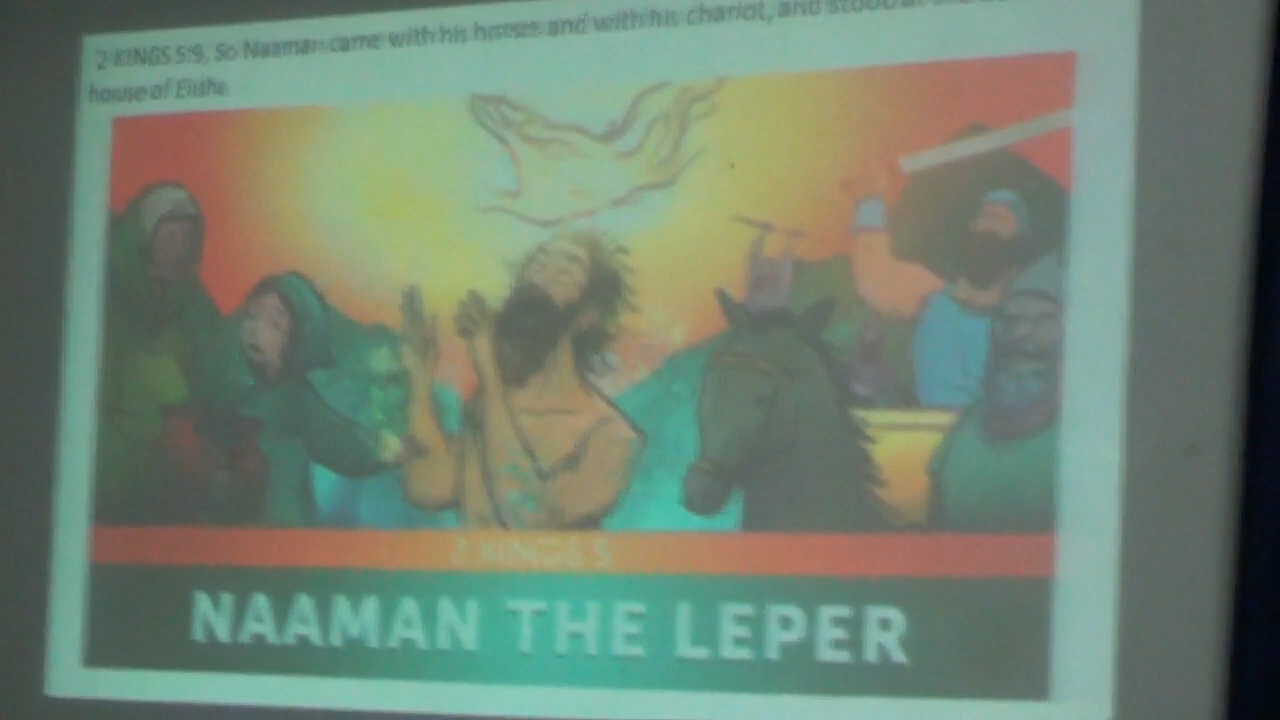 2 KINGS 5:9, So Naaman came with his horses and with his chariot, and stood at the
house of Elisha.
2 KINGS 5
NAAMAN THE LEPER